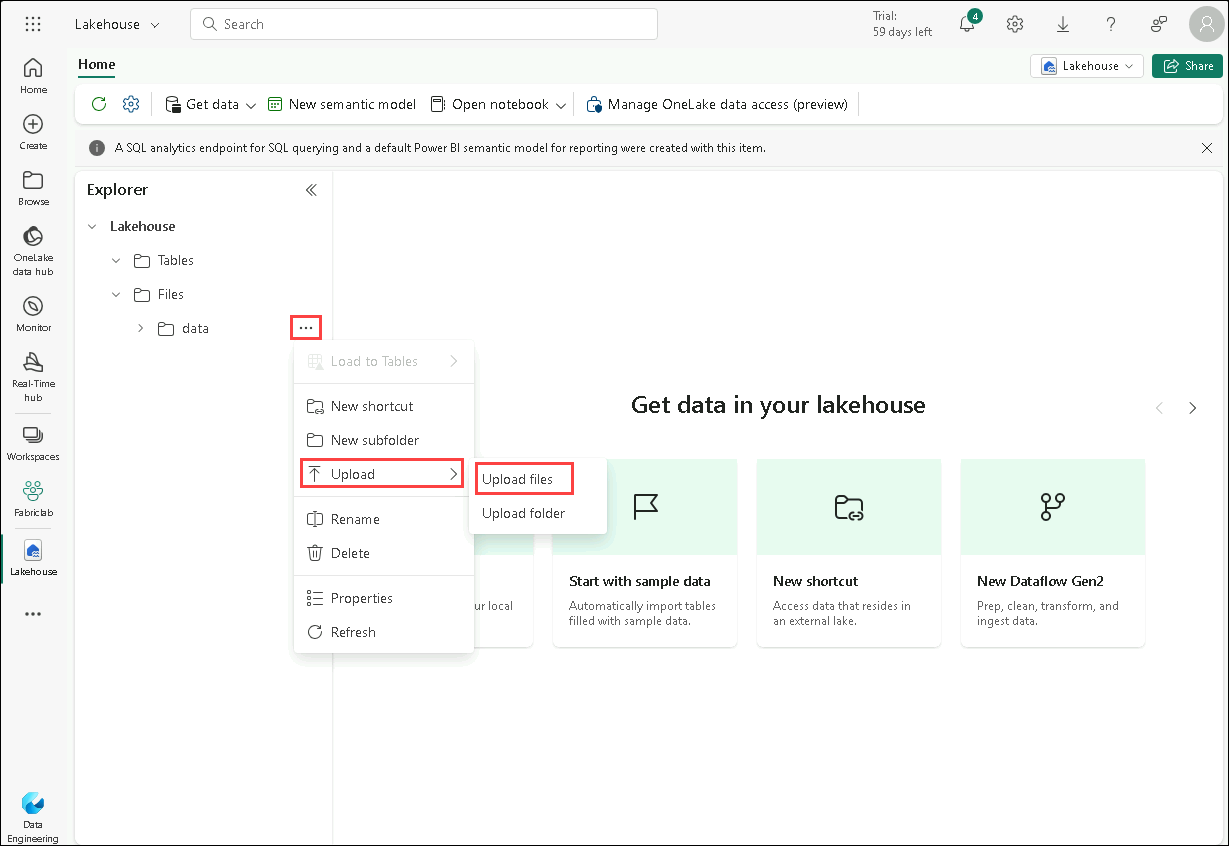 Lakehouse
Search
Trial:
59 days left
4
Home
Lakehouse
Share
Get data
New semantic model
Open notebook
Manage OneLake data access (preview)
A SQL analytics endpoint for SQL querying and a default Power BI semantic model for reporting were created with this item.
Home
Create
Browse
OneLake
data hub
Monitor
Real-Time
hub
Workspaces
Fabriclab
Lakehouse
Data
Engineering
Explorer
Lakehouse
Tables
Files
data
Load to Tables
New shortcut
New subfolder
Upload
Rename
Delete
Properties
Refresh
Upload files
Upload folder
Get data in your lakehouse
local
Start with sample data
Automatically import tables
filled with sample data.
New shortcut
Access data that resides in
an external lake.
New Dataflow Gen2
Prep, clean, transform, and
ingest data.